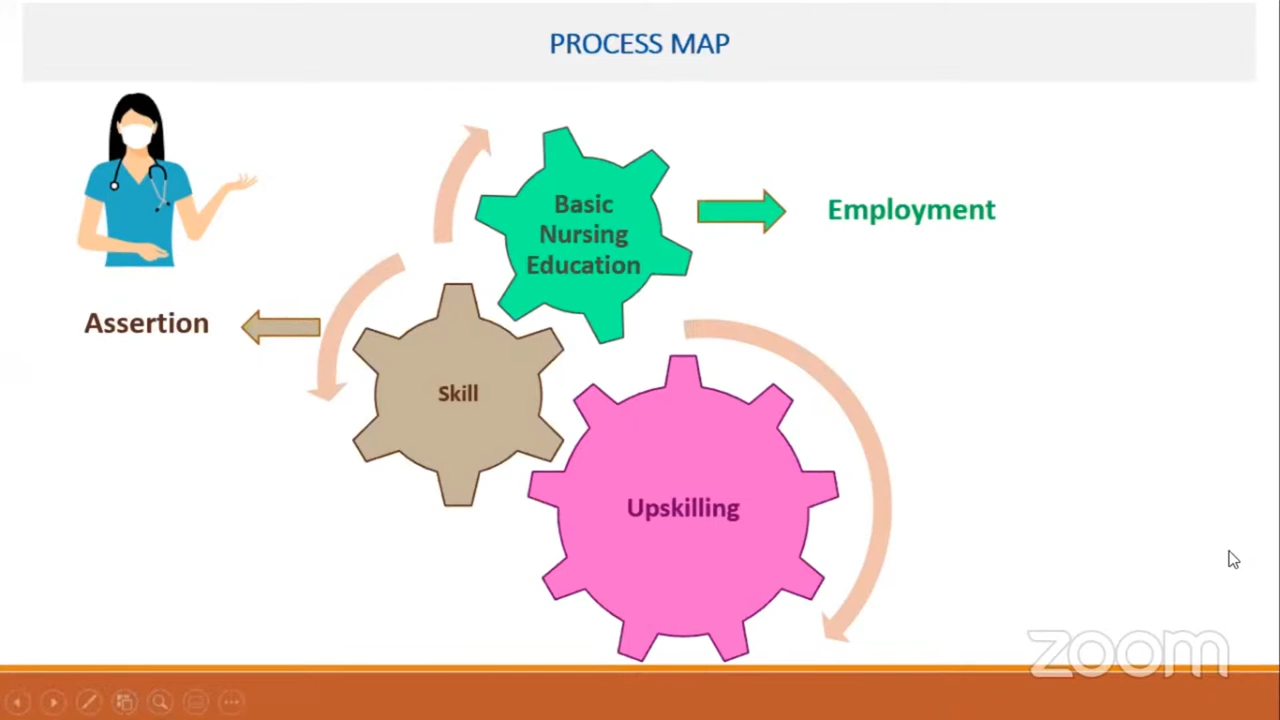 PROCESS MAP
Basic
Nursing
Education
Employment
Assertion
Skill
Upskilling
zoom